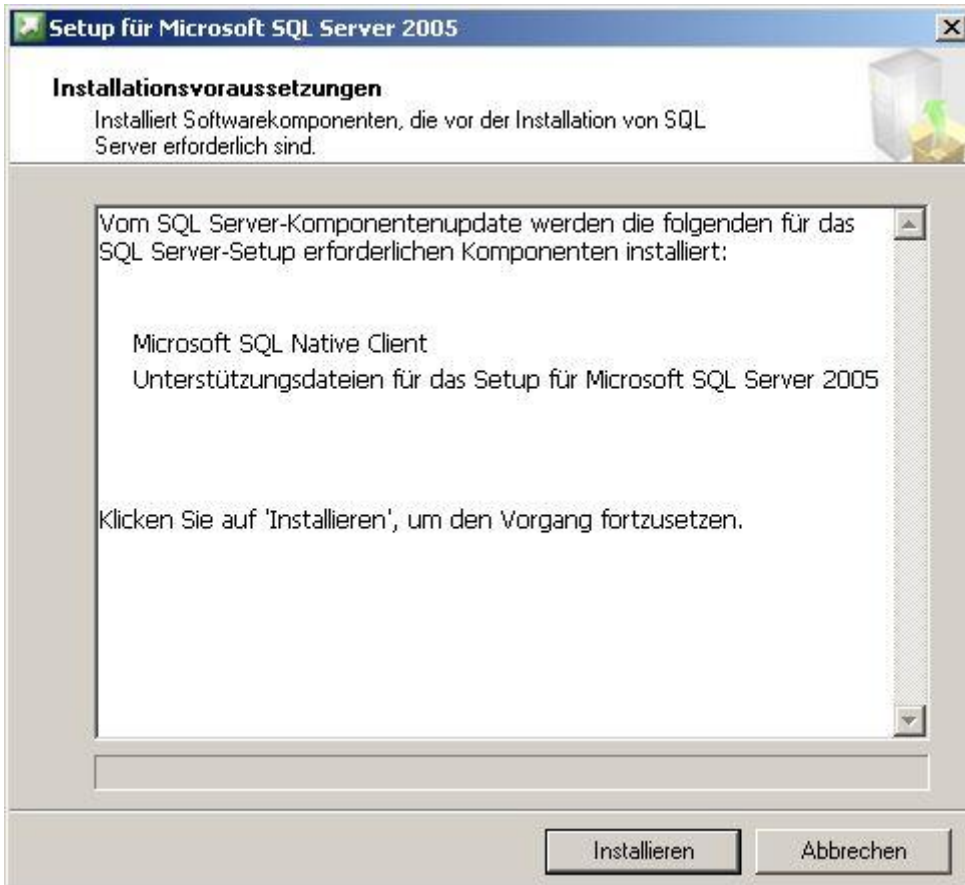 Setup für Microsoft SQL Server 2005
Installationsvoraussetzungen
Installiert Softwarekomponenten, die vor der Installation von SQL
Server erforderlich sind.
Vom SQL Server-Komponentenupdate werden die folgenden für das
SQL Server-Setup erforderlichen Komponenten installiert:
Microsoft SQL Native Client
Unterstützungsdateien für das Setup für Microsoft SQL Server 2005
Klicken Sie auf 'Installieren', um den Vorgang fortzusetzen.
Installieren
Abbrechen